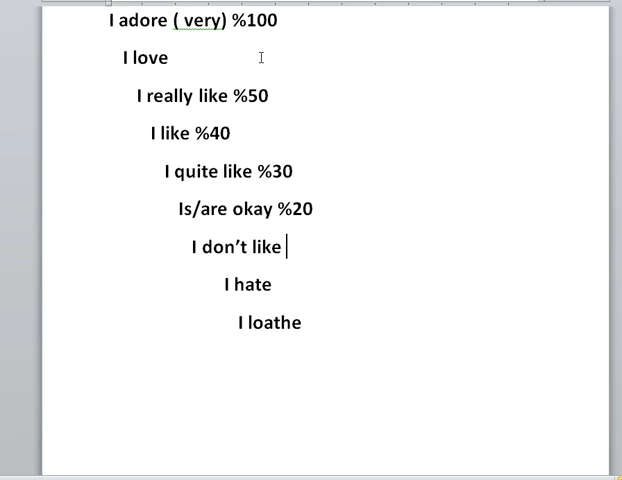 I adore ( very) %100
I love
I really like %50
I like %40
I quite like %30
Is/are okay %20
I don’t like
I hate
I loathe